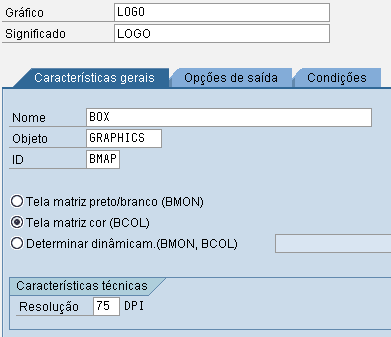 Gráfico LOGO
Significado LOGO
Características gerais Opções de saída Condições
Nome BOX
Objeto GRAPHICS
ID BMAP
Tela matriz preto/branco (BMON)
Tela matriz cor (BCOL)
Determinar dinâmicam.(BMON, BCOL)
Características técnicas
Resolução 75 DPI